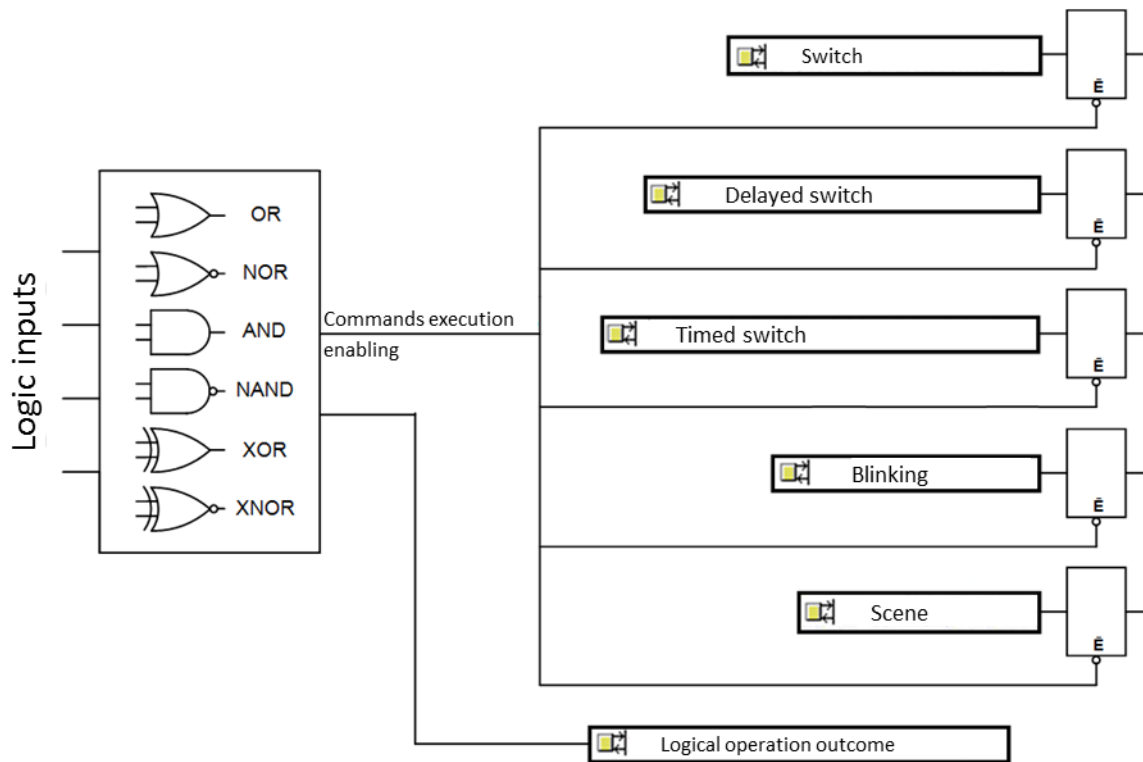 Switch
Ē
Delayed switch
Ē
Logic inputs
OR
NOR
AND
NAND
XOR
XNOR
Commands execution
enabling
Timed switch
Ē
Blinking
Ē
Scene
Ē
Logical operation outcome